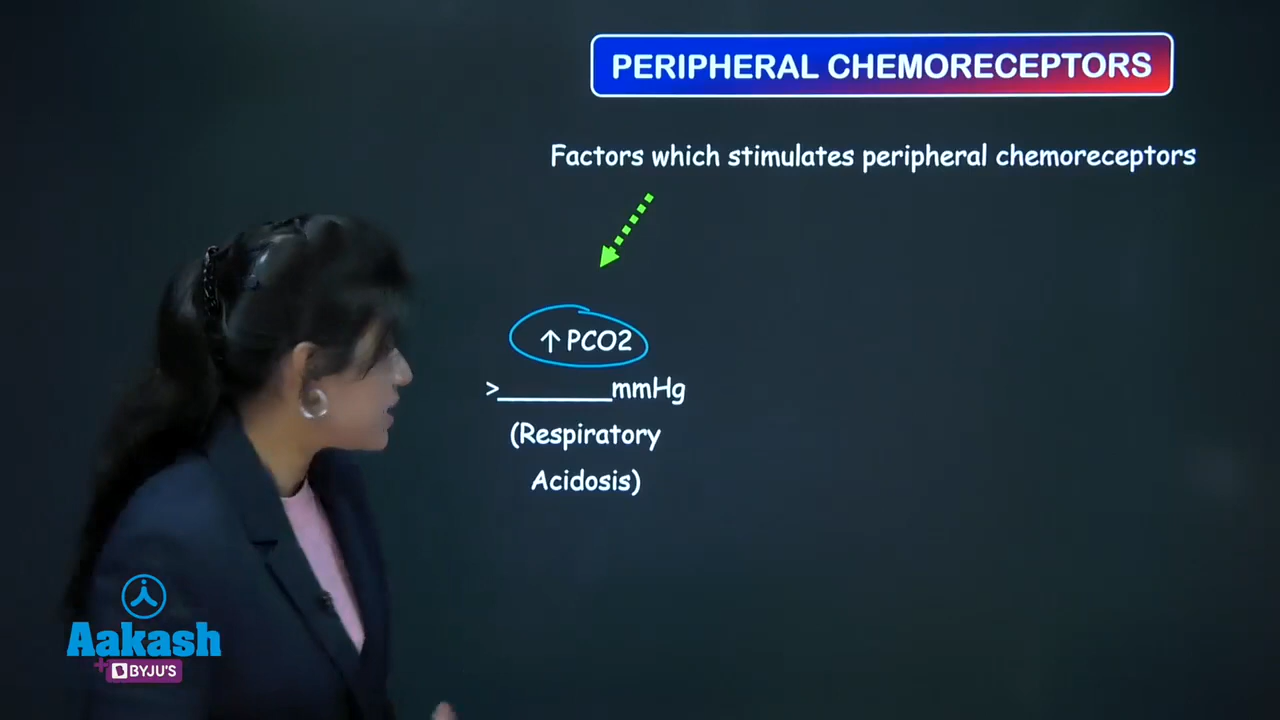 PERIPHERAL CHEMORECEPTORS
Factors which stimulates peripheral chemoreceptors
↑ PCO2
>________mmHg
(Respiratory
Acidosis)
Aakash
+ BYJU'S